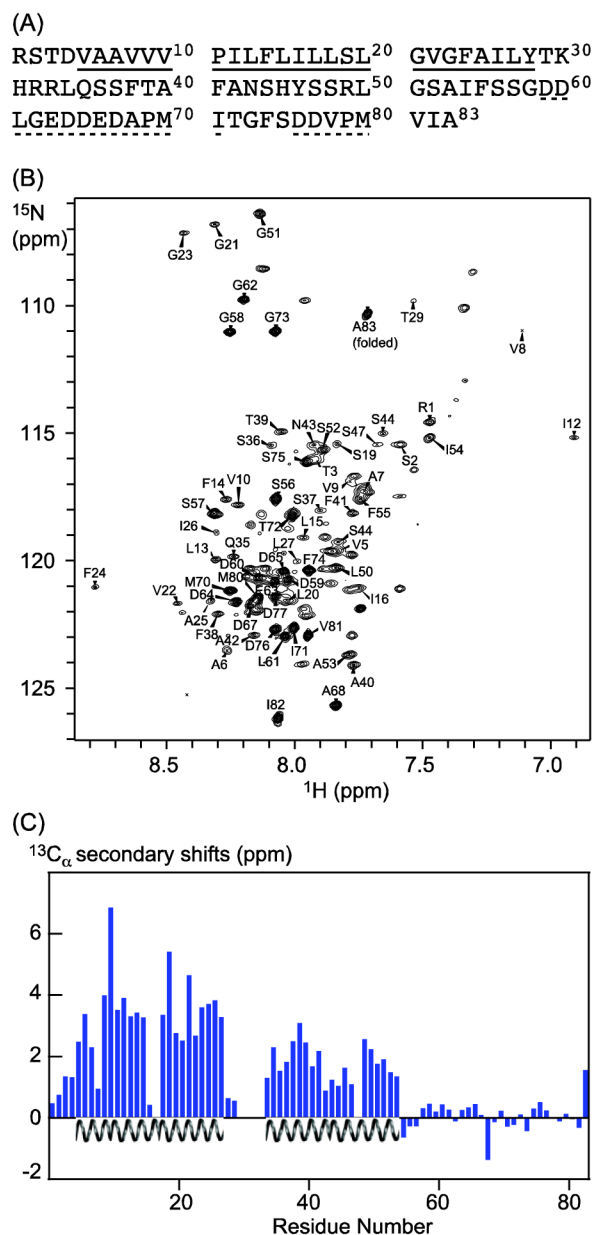 (A)
RSTDVAAVVV10 PILFLILLSL20 GVGFAILYTK30
HRRLQSSFTA40 FANSHYSSRL50 GSAIFSSGDD60
LGEDDEDAPM70 ITGFSDDVPM80 VIA83
(B)
15N
(ppm)
G23
G21
G51
G62
G58
G73
A83
(folded)
T29
V8
110
T39
N43
S52
S47
S44
R1
I12
115
S36
S75
T3
S19
S2
I54
F14
V10
V9
A7
S57
S56
S37
F41
F55
I26
T72
L15
S44
Q35
L27
V5
L13
D60
D65
F74
L50
F24
120
M70
M80
E63
D59
I16
V22
D64
L20
A25
D67
D77
F38
A42
D76
I71
V81
A6
L61
A53
A40
125
I82
A68
8.5
8.0
7.5
7.0
1H (ppm)
(C)
13Cα secondary shifts (ppm)
6
4
2
0
-2
20
40
60
80
Residue Number